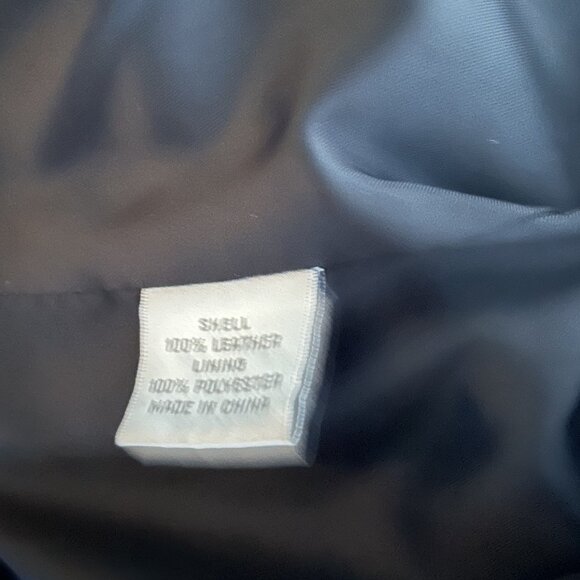 SHELL
100% LEATHER
LINING
100% POLYESTER
MADE IN CHINA